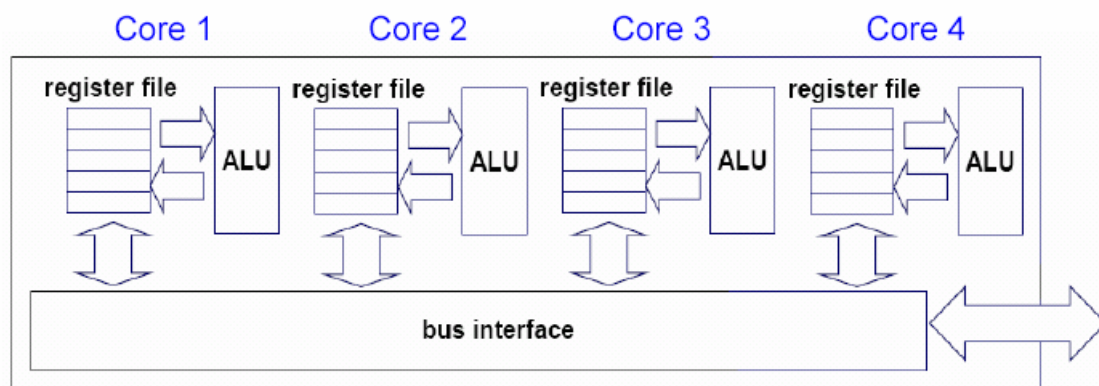 Core 1 Core 2 Core 3 Core 4
register file register file register file register file
ALU ALU ALU ALU
bus interface